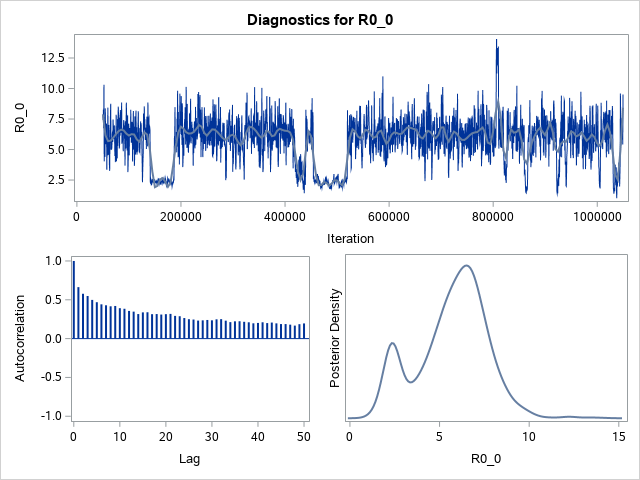 Diagnostics for R0_0
R0_0
12.5
10.0
7.5
5.0
2.5
0 200000 400000 600000 800000 1000000
Iteration
Autocorrelation
1.0
0.5
0.0
-0.5
-1.0
0 10 20 30 40 50
Lag
Posterior Density
0 5 10 15
R0_0